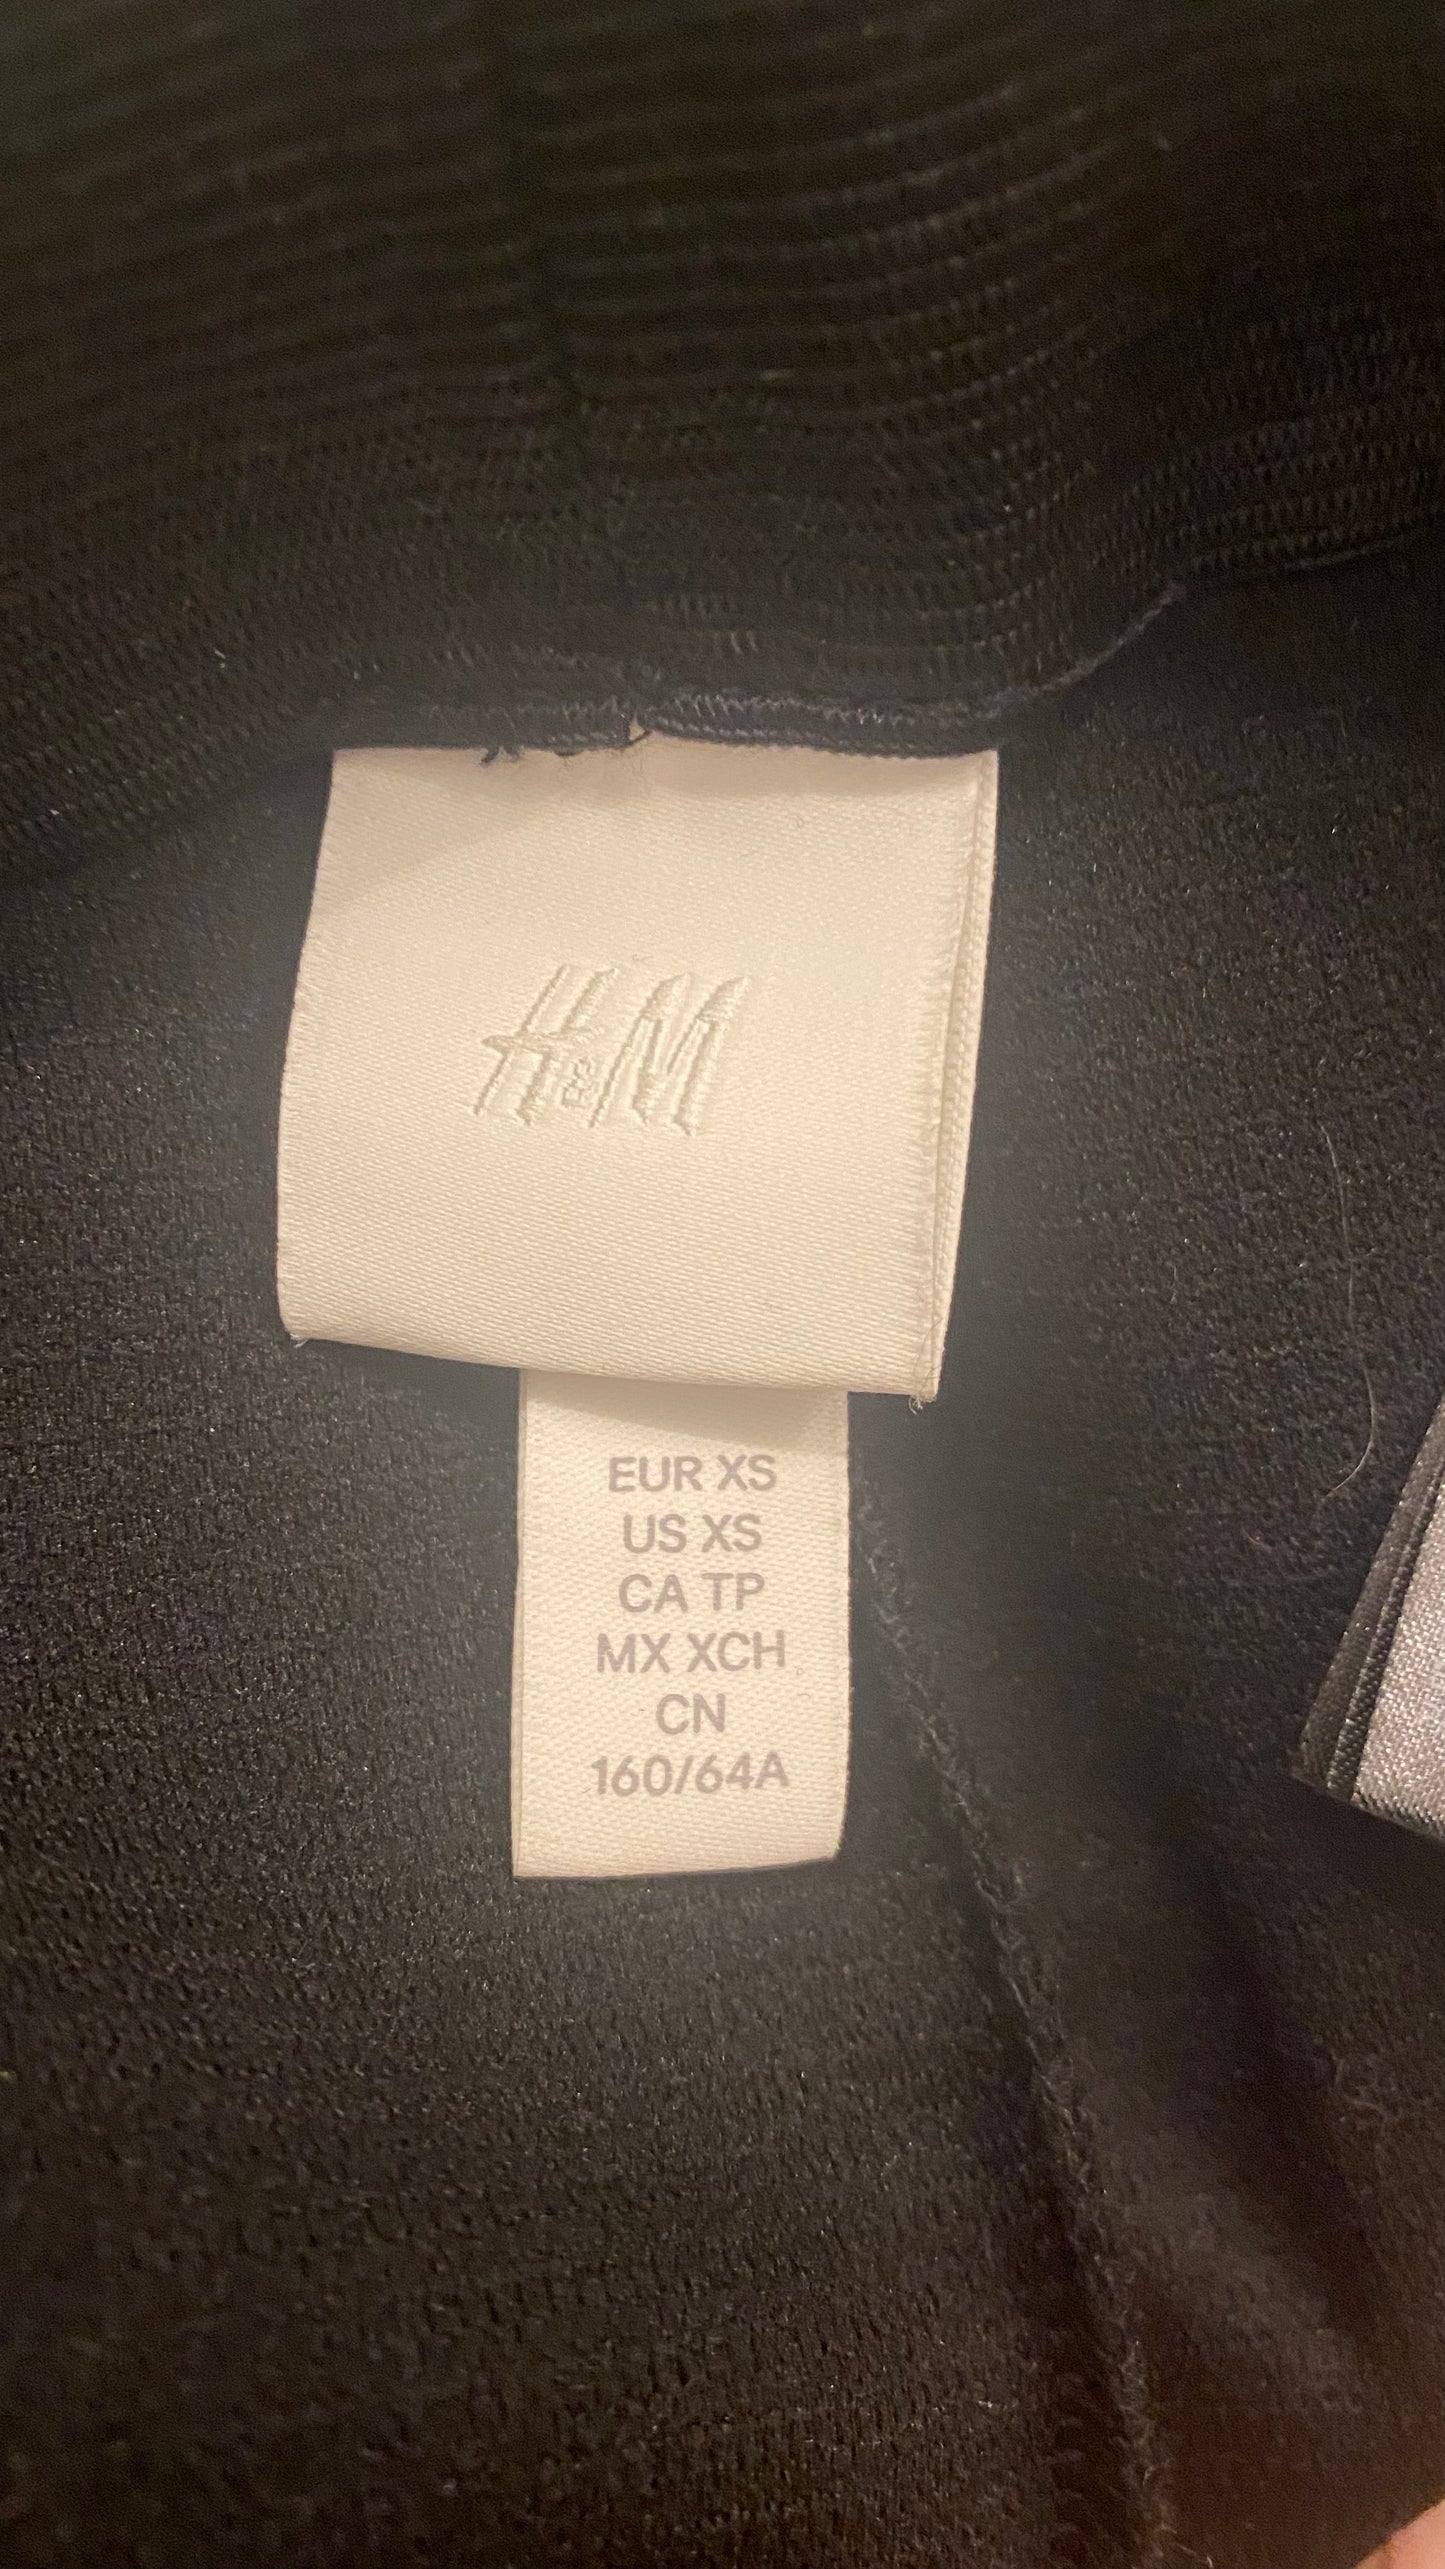 H&M
EUR XS
US XS
CA TP
MX XCH
CN
160/64A